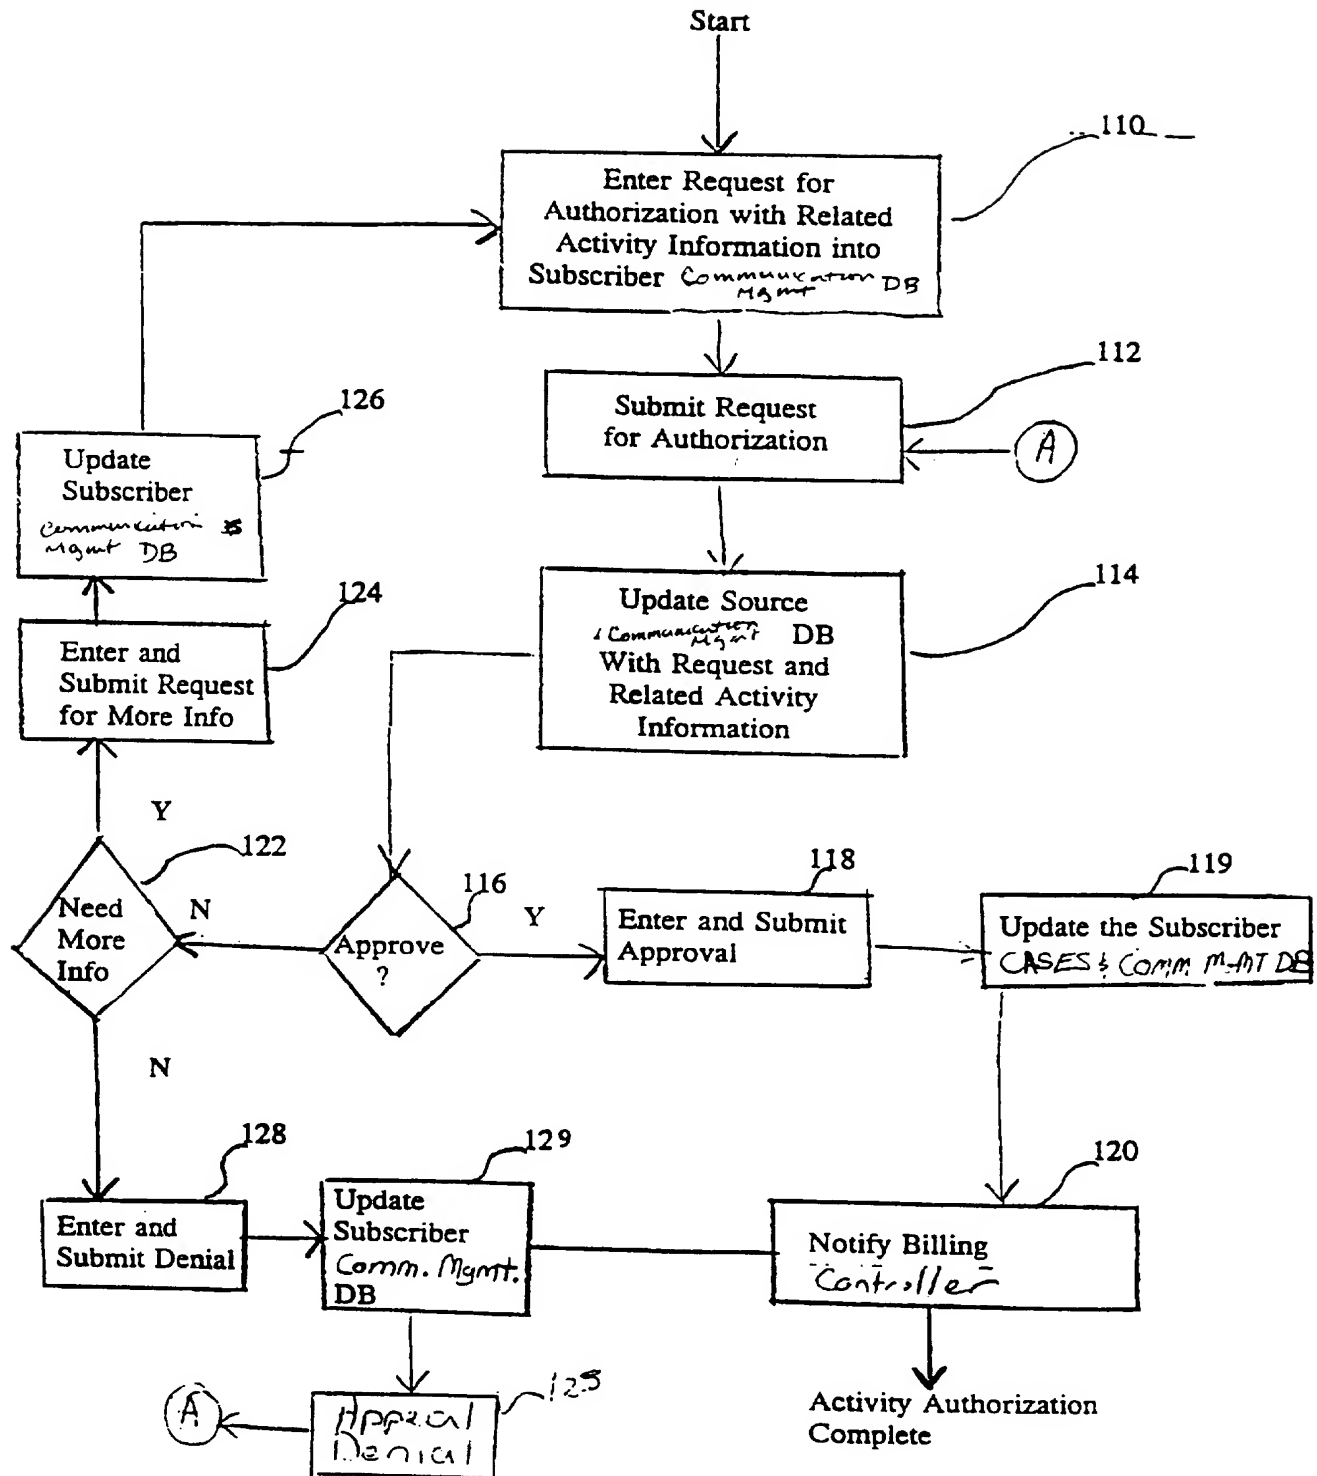 Start
110
Enter Request for
Authorization with Related
Activity Information into
Subscriber Communication DB
Mgmt
112
Submit Request
for Authorization
A
126
Update
Subscriber
Communication
Mgmt DB
114
Update Source
& Communication DB
Mgmt
With Request and
Related Activity
Information
124
Enter and
Submit Request
for More Info
Y
122
Need
More
Info
N
116
Approve
?
Y
118
Enter and Submit
Approval
119
Update the Subscriber
CASES & COMM MMT DB
N
128
Enter and
Submit Denial
129
Update
Subscriber
Comm. Mgmt.
DB
120
Notify Billing
Controller
A
125
Appeal
Denial
Activity Authorization
Complete